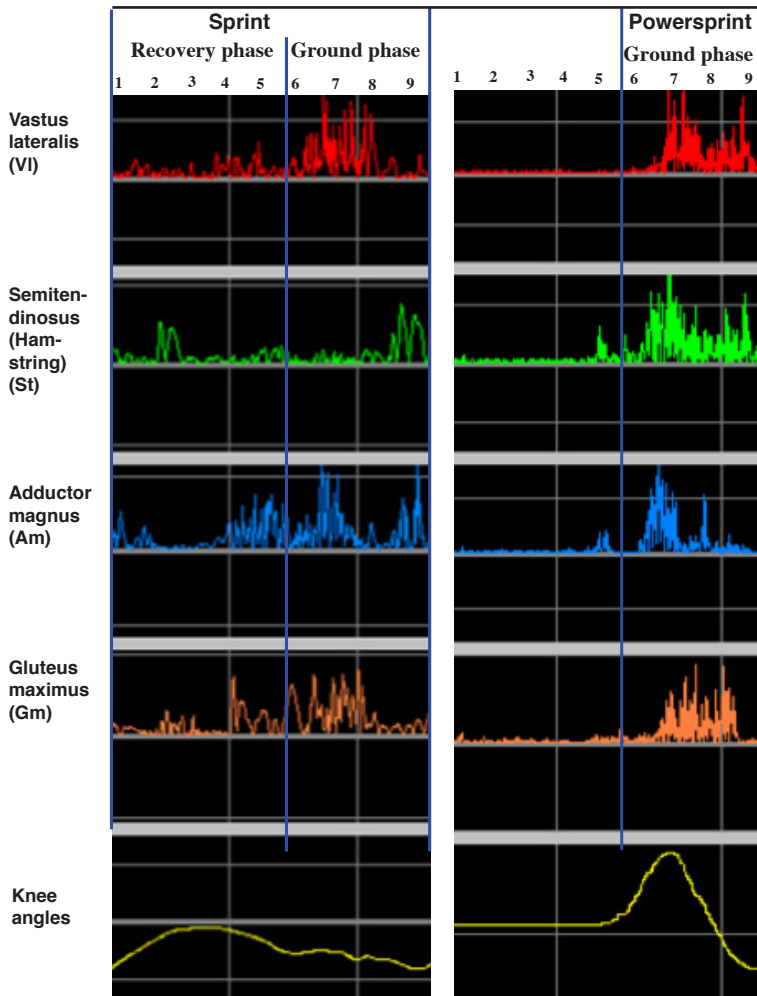 Sprint
Powersprint
Recovery phase
Ground phase
Ground phase
1 2 3 4 5 6 7 8 9
1 2 3 4 5 6 7 8 9
Vastus
lateralis
(Vl)
Semiten-
dinosus
(Ham-
string)
(St)
Adductor
magnus
(Am)
Gluteus
maximus
(Gm)
Knee
angles